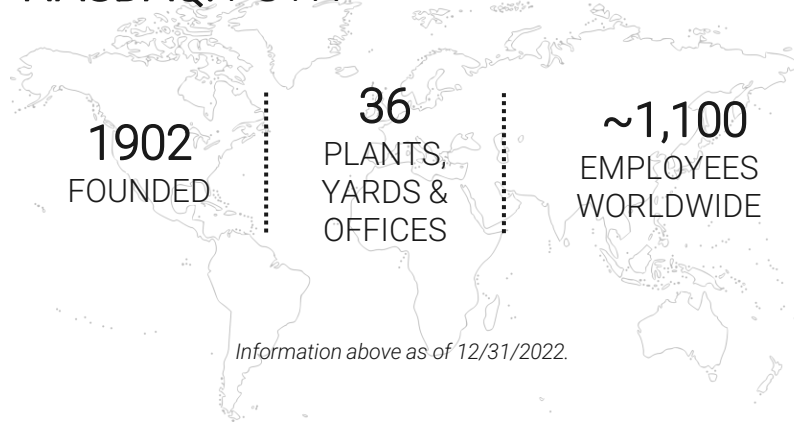 1902
FOUNDED
36
PLANTS,
YARDS &
OFFICES
~1,100
EMPLOYEES
WORLDWIDE
Information above as of 12/31/2022.